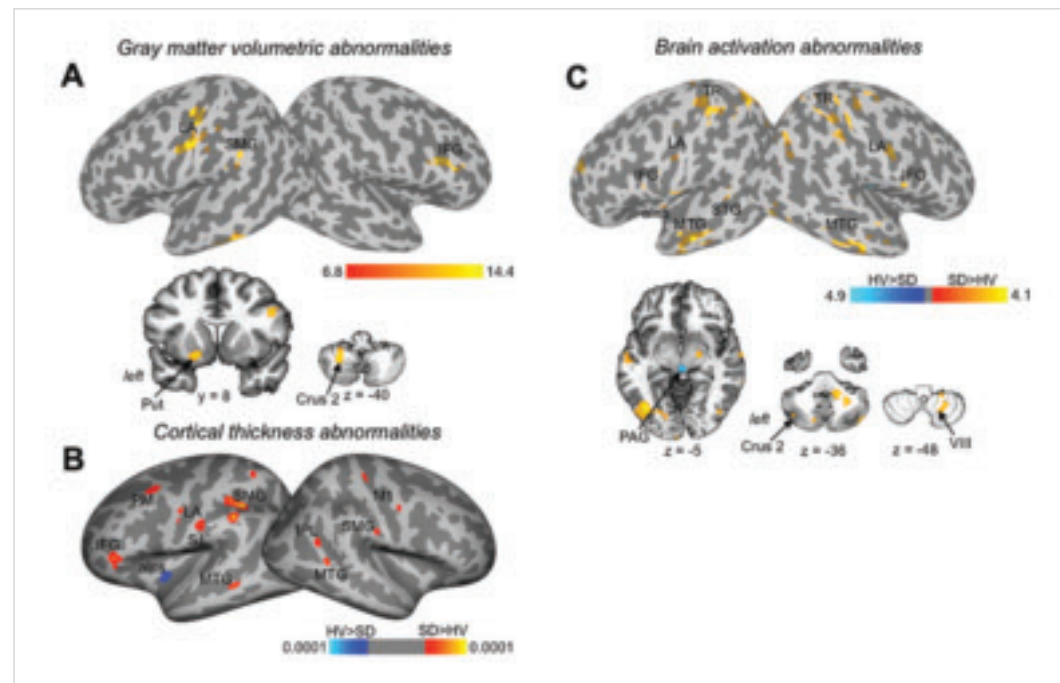 Gray matter volumetric abnormalities
A
LA
SMG
IFG
6.8 14.4
left
Put
y = 8
Crus 2
z = -40
Cortical thickness abnormalities
B
PM
LA
SMG
S1
IFG
MTG
M1
SMG
IPL
MTG
HV>SD SD>HV
0.0001 0.0001
Brain activation abnormalities
C
TR
TR
LA
LA
IFG
IFG
STG
MTG
MTG
HV>SD SD>HV
4.9 4.1
PAG
z = -5
left
Crus 2
z = -36
VIII
z = -48